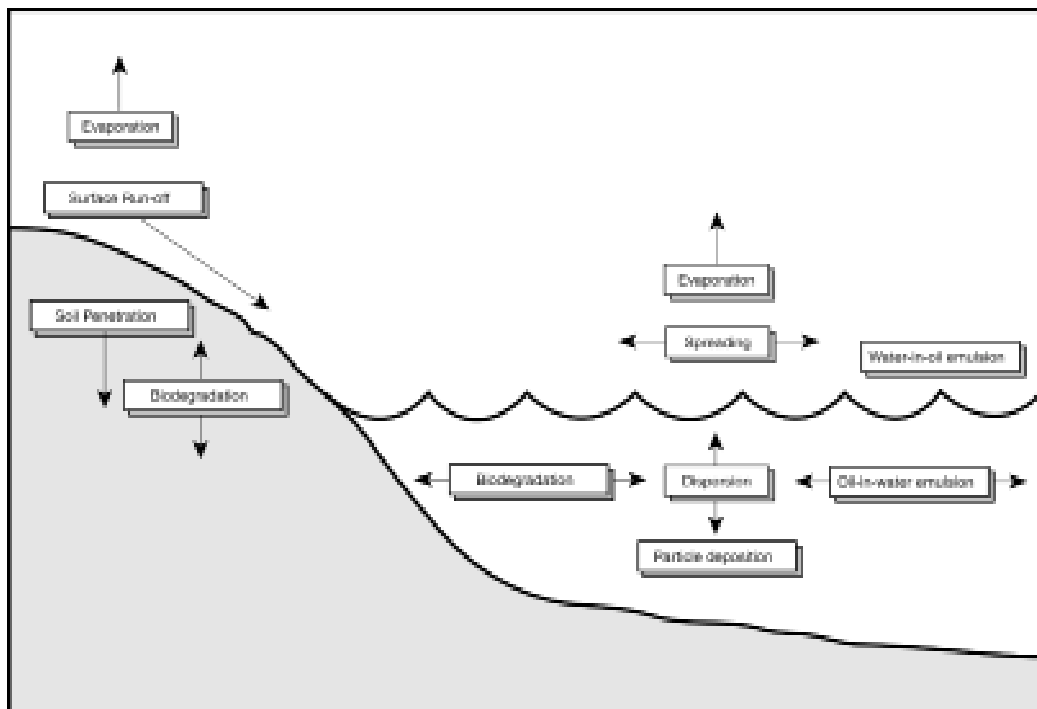 Evaporation
Surface Run-off
Evaporation
Soil Penetration
Spreading
Water-in-oil emulsion
Biodegradation
Biodegradation
Dispersion
Oil-in-water emulsion
Particle deposition